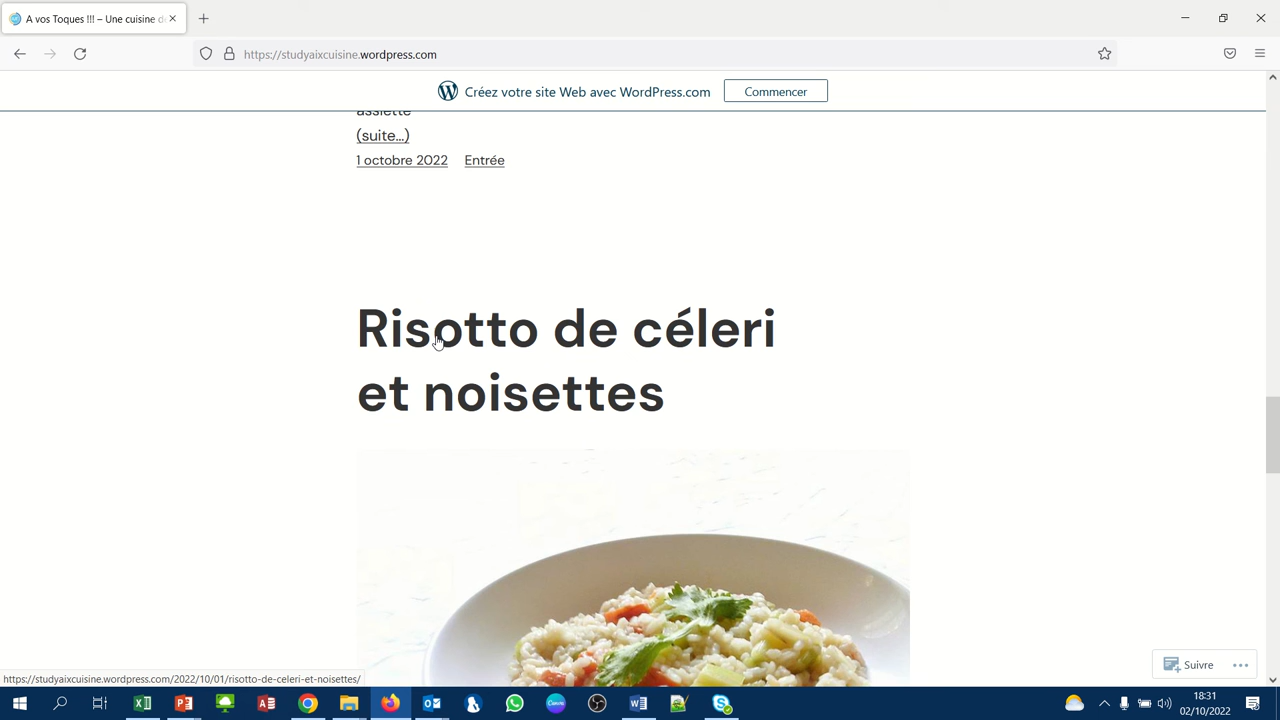 A vos Toques !!! – Une cuisine d
https://studyaixcuisine.wordpress.com
Créez votre site Web avec WordPress.com
Commencer
assiette
(suite…)
1 octobre 2022
Entrée
Risotto de céleri
et noisettes
Suivre
https://studyaixcuisine.wordpress.com/2022/10/01/risotto-de-celeri-et-noisettes/
18:31
02/10/2022